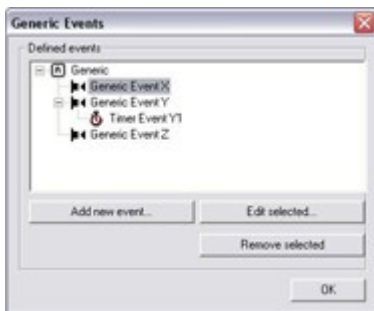 Generic Events
Defined events
Generic
Generic Event X
Generic Event Y
Timer Event Y1
Generic Event Z
Add new event...
Edit selected...
Remove selected
OK